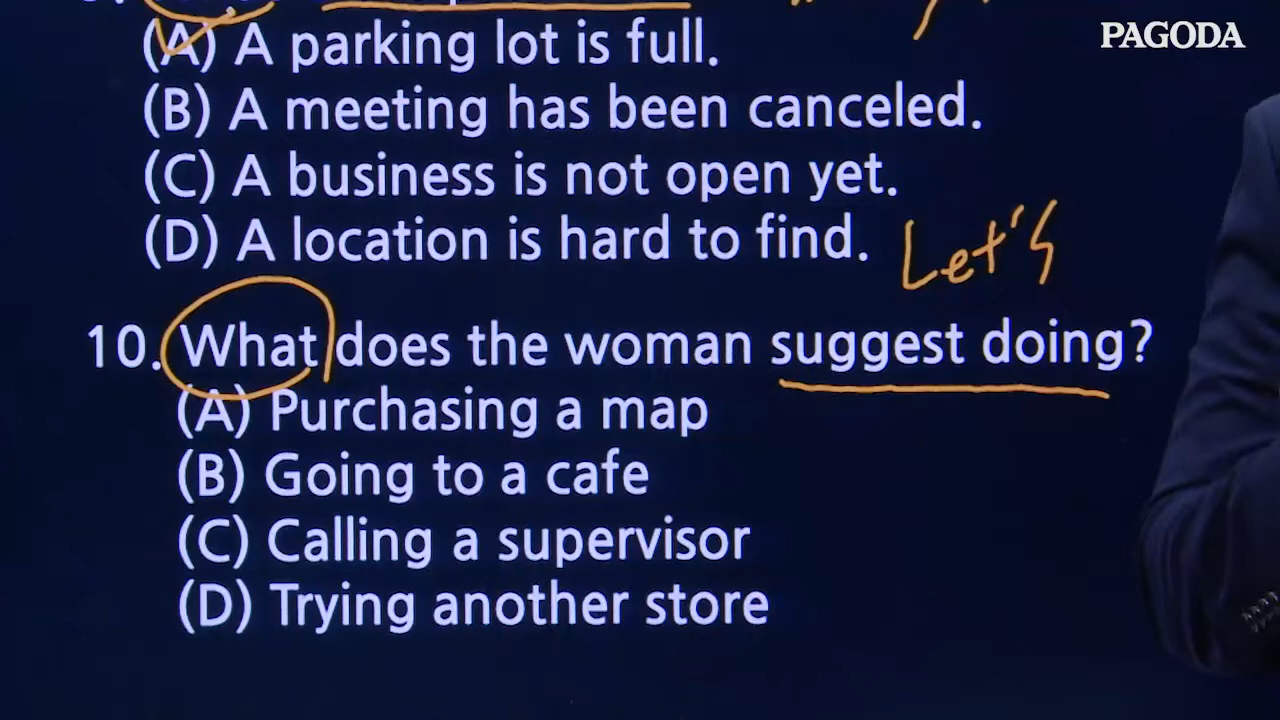 PAGODA
(A) A parking lot is full.
(B) A meeting has been canceled.
(C) A business is not open yet.
(D) A location is hard to find.
Let's
10. What does the woman suggest doing?
(A) Purchasing a map
(B) Going to a cafe
(C) Calling a supervisor
(D) Trying another store